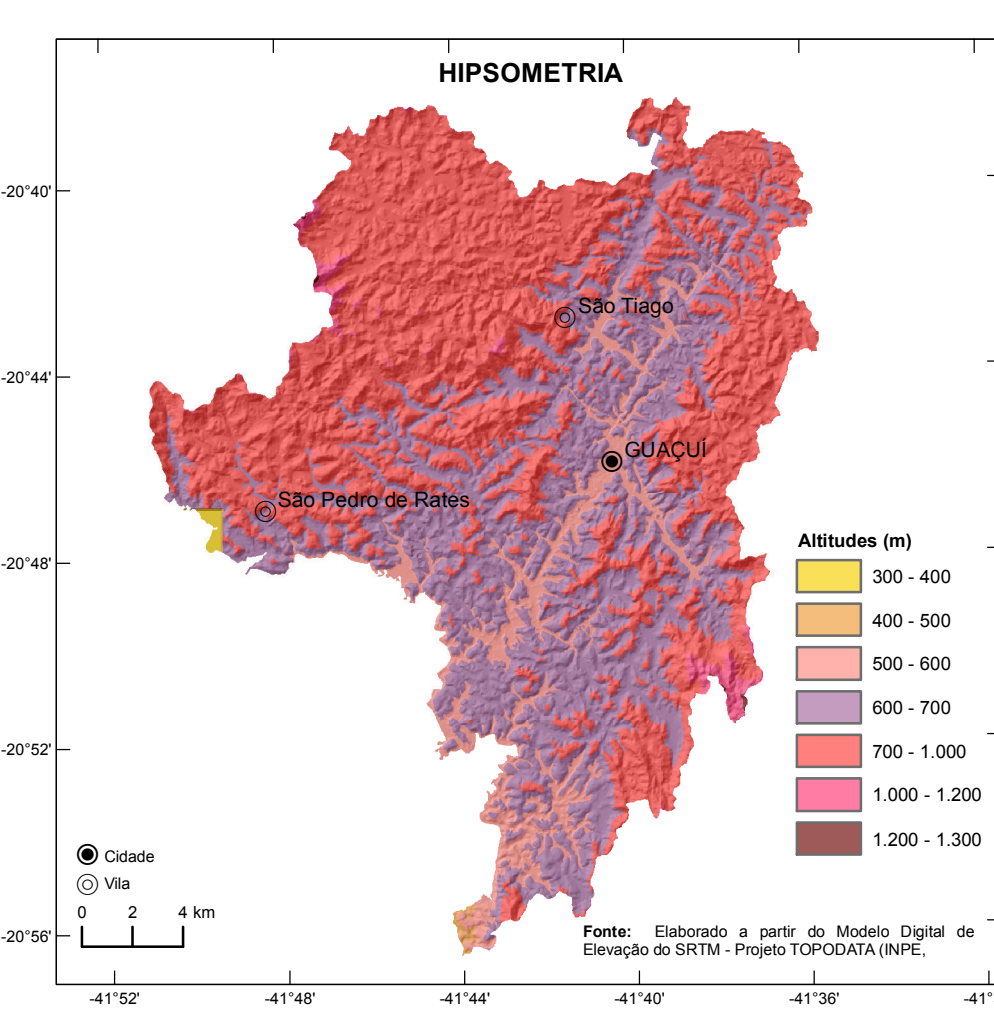 HIPSOMETRIA
-20°40'
São Tiago
-20°44'
GUAÇUÍ
São Pedro de Rates
-20°48'
Altitudes (m)
300 - 400
400 - 500
500 - 600
600 - 700
700 - 1.000
1.000 - 1.200
1.200 - 1.300
-20°52'
Cidade
Vila
0 2 4 km
-20°56'
Fonte: Elaborado a partir do Modelo Digital de
Elevação do SRTM - Projeto TOPODATA (INPE,
-41°52' -41°48' -41°44' -41°40' -41°36' -41°